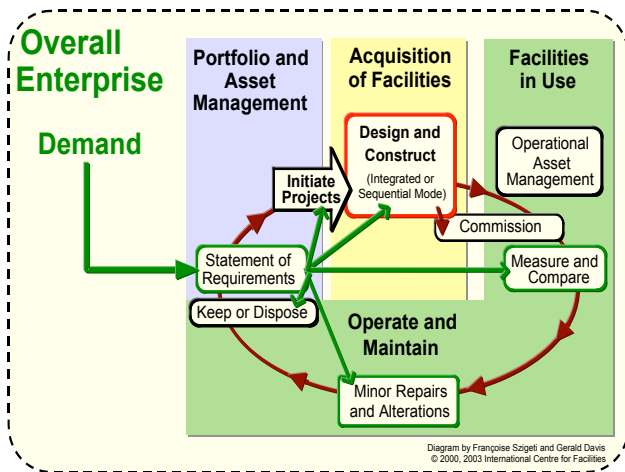 Overall
Enterprise
Demand
Portfolio and
Asset
Management
Acquisition
of Facilities
Facilities
in Use
Initiate
Projects
Design and
Construct
(Integrated or
Sequential Mode)
Operational
Asset
Management
Commission
Statement of
Requirements
Measure and
Compare
Keep or Dispose
Operate and
Maintain
Minor Repairs
and Alterations
Diagram by Françoise Szigeti and Gerald Davis
© 2000, 2003 International Centre for Facilities